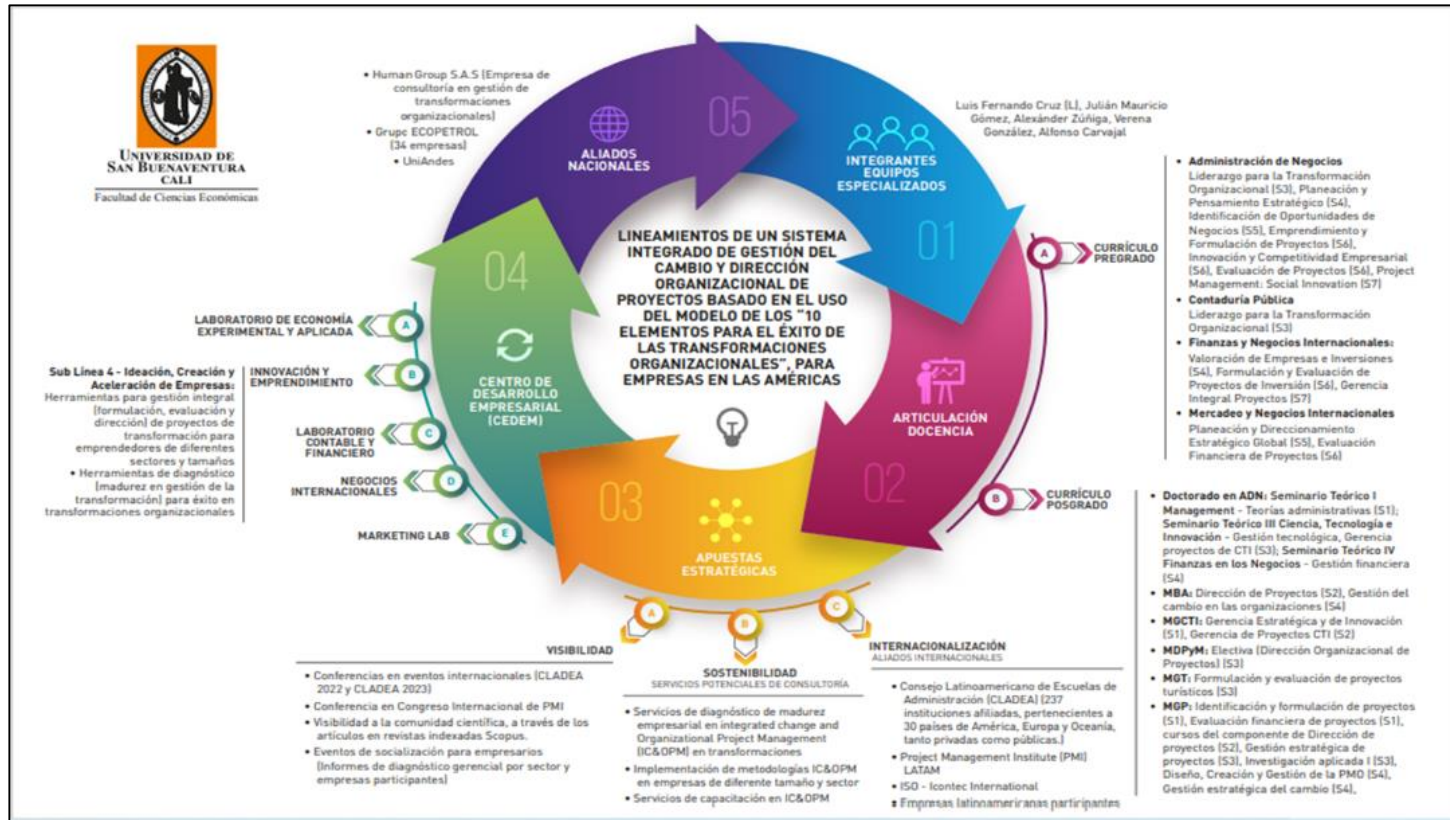 UNIVERSIDAD DE
SAN BUENAVENTURA
CALI
Facultad de Ciencias Económicas
• Human Group S.A.S (Empresa de
consultoría en gestión de
transformaciones
organizacionales)
• Grupo ECOPETROL
(34 empresas)
• UniAndes
05
ALIADOS
NACIONALES
INTEGRANTES
EQUIPOS
ESPECIALIZADOS
01
Luis Fernando Cruz (L), Julián Mauricio
Gómez, Alexánder Zúñiga, Verena
González, Alfonso Carvajal
LINEAMIENTOS DE UN SISTEMA
INTEGRADO DE GESTIÓN DEL
CAMBIO Y DIRECCIÓN
ORGANIZACIONAL DE
PROYECTOS BASADO EN EL USO
DEL MODELO DE LOS "10
ELEMENTOS PARA EL ÉXITO DE
LAS TRANSFORMACIONES
ORGANIZACIONALES", PARA
EMPRESAS EN LAS AMÉRICAS
A
CURRÍCULO
PREGRADO
• Administración de Negocios
Liderazgo para la Transformación
Organizacional (S3), Planeación y
Pensamiento Estratégico (S4),
Identificación de Oportunidades de
Negocios (S5), Emprendimiento y
Formulación de Proyectos (S6),
Innovación y Competitividad Empresarial
(S6), Evaluación de Proyectos (S6), Project
Management: Social Innovation (S7)
• Contaduría Pública
Liderazgo para la Transformación
Organizacional (S3)
• Finanzas y Negocios Internacionales:
Valoración de Empresas e Inversiones
(S4), Formulación y Evaluación de
Proyectos de Inversión (S6), Gerencia
Integral Proyectos (S7)
• Mercadeo y Negocios Internacionales
Planeación y Direccionamiento
Estratégico Global (S5), Evaluación
Financiera de Proyectos (S6)
ARTICULACIÓN
DOCENCIA
02
B
CURRÍCULO
POSGRADO
• Doctorado en ADN: Seminario Teórico I
Management - Teorías administrativas (S1);
Seminario Teórico III Ciencia, Tecnología e
Innovación - Gestión tecnológica, Gerencia
proyectos de CTI (S3); Seminario Teórico IV
Finanzas en los Negocios - Gestión financiera
(S4)
• MBA: Dirección de Proyectos (S2), Gestión del
cambio en las organizaciones (S4)
• MGCTI: Gerencia Estratégica y de Innovación
(S1), Gerencia de Proyectos CTI (S2)
• MDPyM: Electiva (Dirección Organizacional de
Proyectos) (S3)
• MGT: Formulación y evaluación de proyectos
turísticos (S3)
• MGP: Identificación y formulación de proyectos
(S1), Evaluación financiera de proyectos (S1),
cursos del componente de Dirección de
proyectos (S2), Gestión estratégica de
proyectos (S3), Investigación aplicada I (S3),
Diseño, Creación y Gestión de la PMO (S4),
Gestión estratégica del cambio (S4),
03
APUESTAS
ESTRATÉGICAS
A
VISIBILIDAD
• Conferencias en eventos internacionales (CLADEA
2022 y CLADEA 2023)
• Conferencia en Congreso Internacional de PMI
• Visibilidad a la comunidad científica, a través de los
artículos en revistas indexadas Scopus.
• Eventos de socialización para empresarios
(Informes de diagnóstico gerencial por sector y
empresas participantes)
B
SOSTENIBILIDAD
SERVICIOS POTENCIALES DE CONSULTORÍA
• Servicios de diagnóstico de madurez
empresarial en integrated change and
Organizational Project Management
(IC&OPM) en transformaciones
• Implementación de metodologías IC&OPM
en empresas de diferente tamaño y sector
• Servicios de capacitación en IC&OPM
C
INTERNACIONALIZACIÓN
ALIADOS INTERNACIONALES
• Consejo Latinoamericano de Escuelas de
Administración (CLADEA) (237
instituciones afiliadas, pertenecientes a
30 países de América, Europa y Oceanía,
tanto privadas como públicas.)
• Project Management Institute (PMI)
LATAM
• ISO - Icontec International
• Empresas latinoamericanas participantes
04
CENTRO DE
DESARROLLO
EMPRESARIAL
(CEDEM)
LABORATORIO DE ECONOMÍA
EXPERIMENTAL Y APLICADA
A
INNOVACIÓN Y
EMPRENDIMIENTO
B
Sub Línea 4 - Ideación, Creación y
Aceleración de Empresas:
Herramientas para gestión integral
(formulación, evaluación y
dirección) de proyectos de
transformación para
emprendedores de diferentes
sectores y tamaños
• Herramientas de diagnóstico
(madurez en gestión de la
transformación) para éxito en
transformaciones organizacionales
LABORATORIO
CONTABLE Y
FINANCIERO
C
NEGOCIOS
INTERNACIONALES
D
MARKETING LAB
E